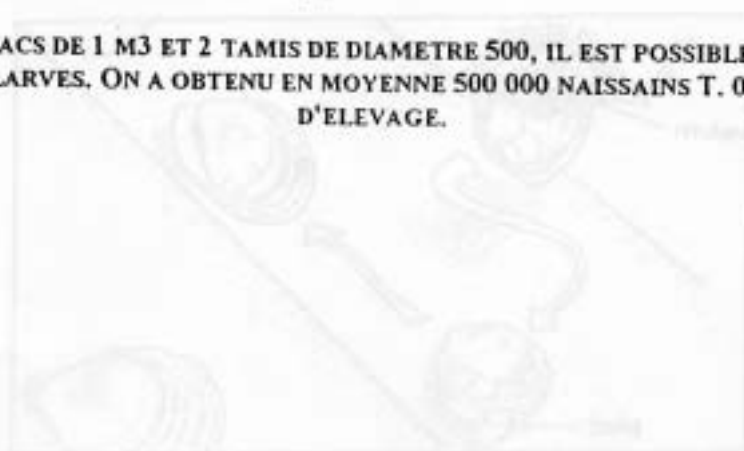 ACS DE 1 M3 ET 2 TAMIS DE DIAMETRE 500, IL EST POSSIBLE
LARVES. ON A OBTENU EN MOYENNE 500 000 NAISSAINS T. 0
D'ELEVAGE.